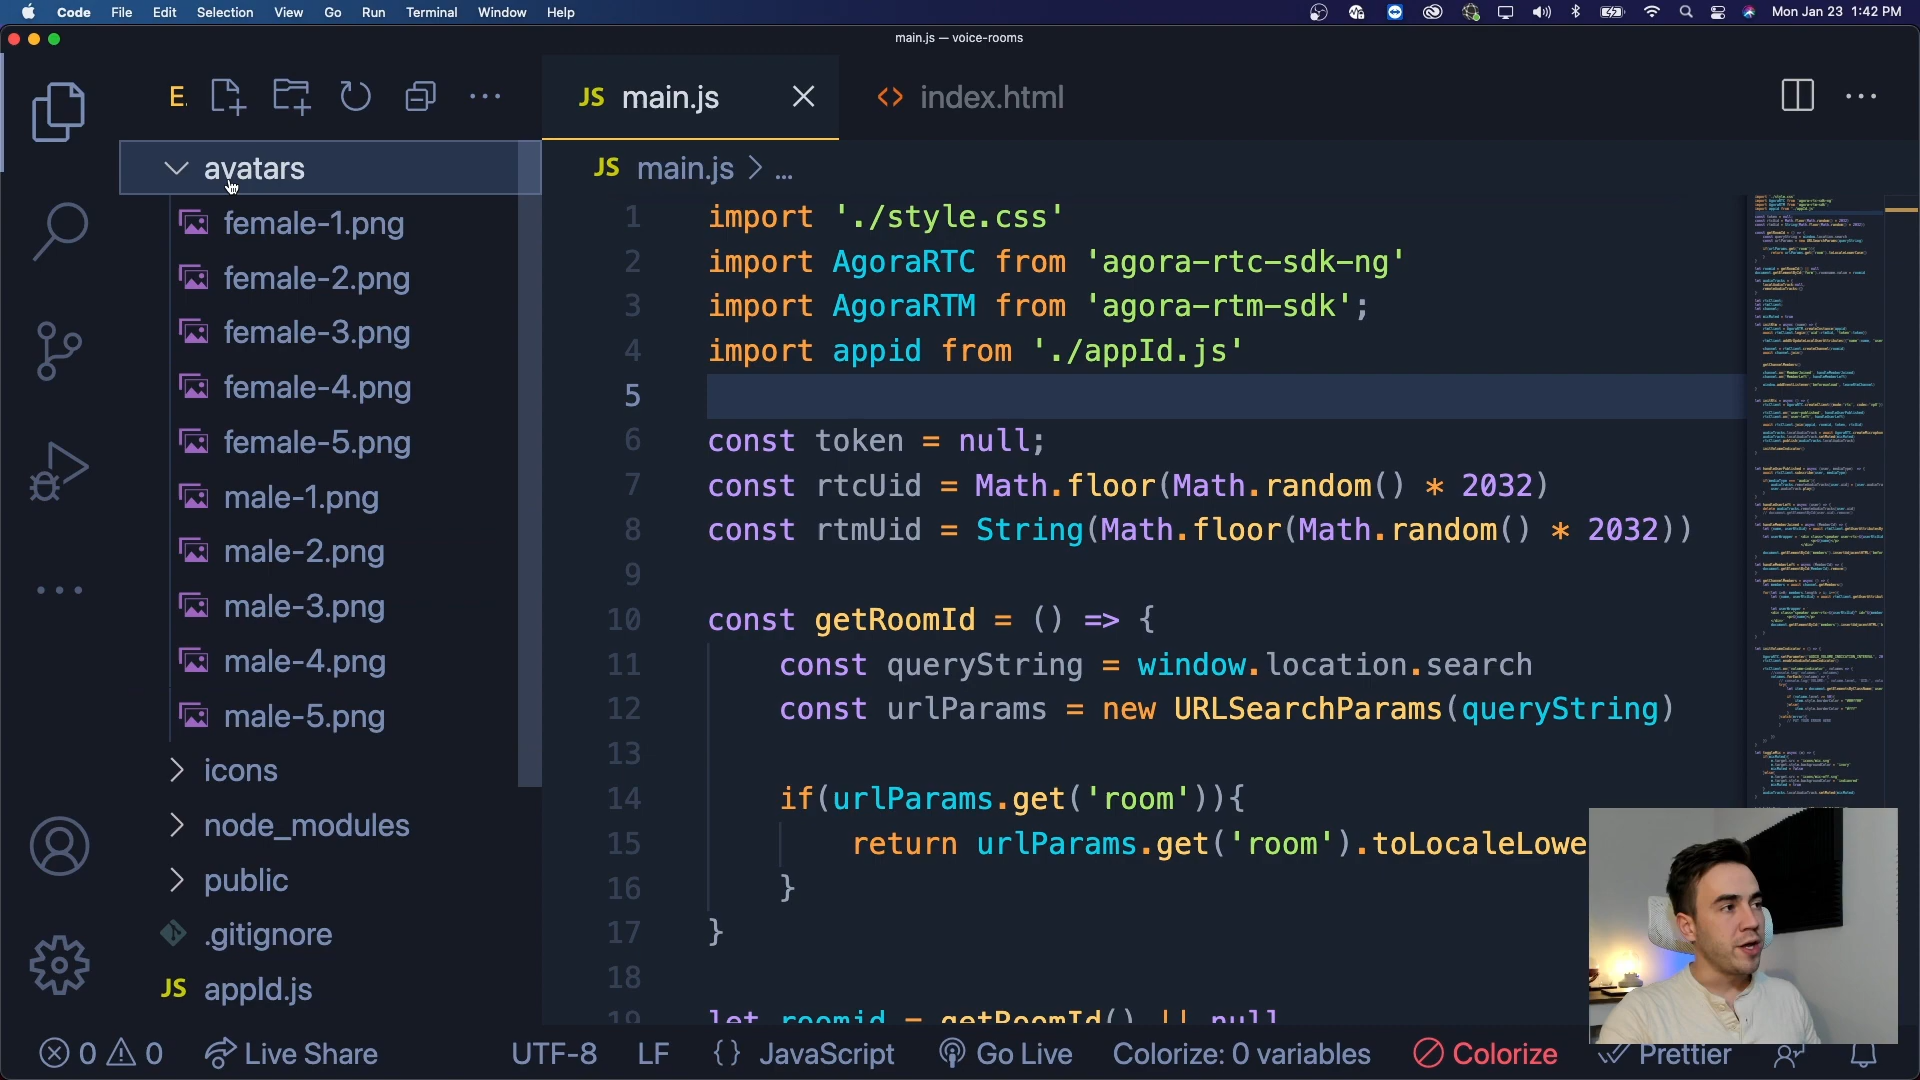 Code File Edit Selection View Go Run Terminal Window Help Mon Jan 23 1:42 PM
main.js — voice-rooms
E.
JS main.js
index.html
avatars
JS main.js > ...
female-1.png
female-2.png
female-3.png
female-4.png
female-5.png
male-1.png
male-2.png
male-3.png
male-4.png
male-5.png
icons
node_modules
public
.gitignore
JS appId.js
1 import './style.css'
2 import AgoraRTC from 'agora-rtc-sdk-ng'
3 import AgoraRTM from 'agora-rtm-sdk';
4 import appid from './appId.js'
5
6 const token = null;
7 const rtcUid = Math.floor(Math.random() * 2032)
8 const rtmUid = String(Math.floor(Math.random() * 2032))
9
10 const getRoomId = () => {
11 const queryString = window.location.search
12 const urlParams = new URLSearchParams(queryString)
13
14 if(urlParams.get('room')){
15 return urlParams.get('room').toLocaleLowe
16 }
17 }
18
19 let roomid = getRoomId() || null
0 0 Live Share UTF-8 LF {} JavaScript Go Live Colorize: 0 variables Colorize Prettier